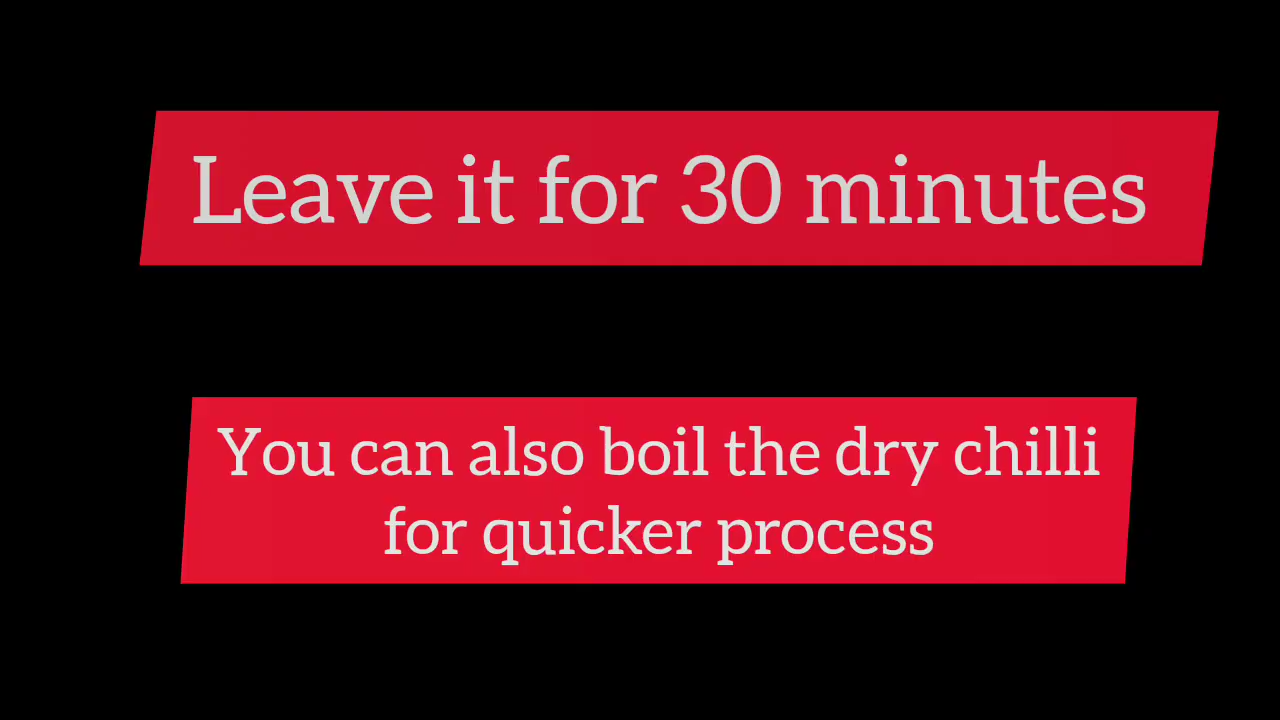 Leave it for 30 minutes
You can also boil the dry chilli
for quicker process